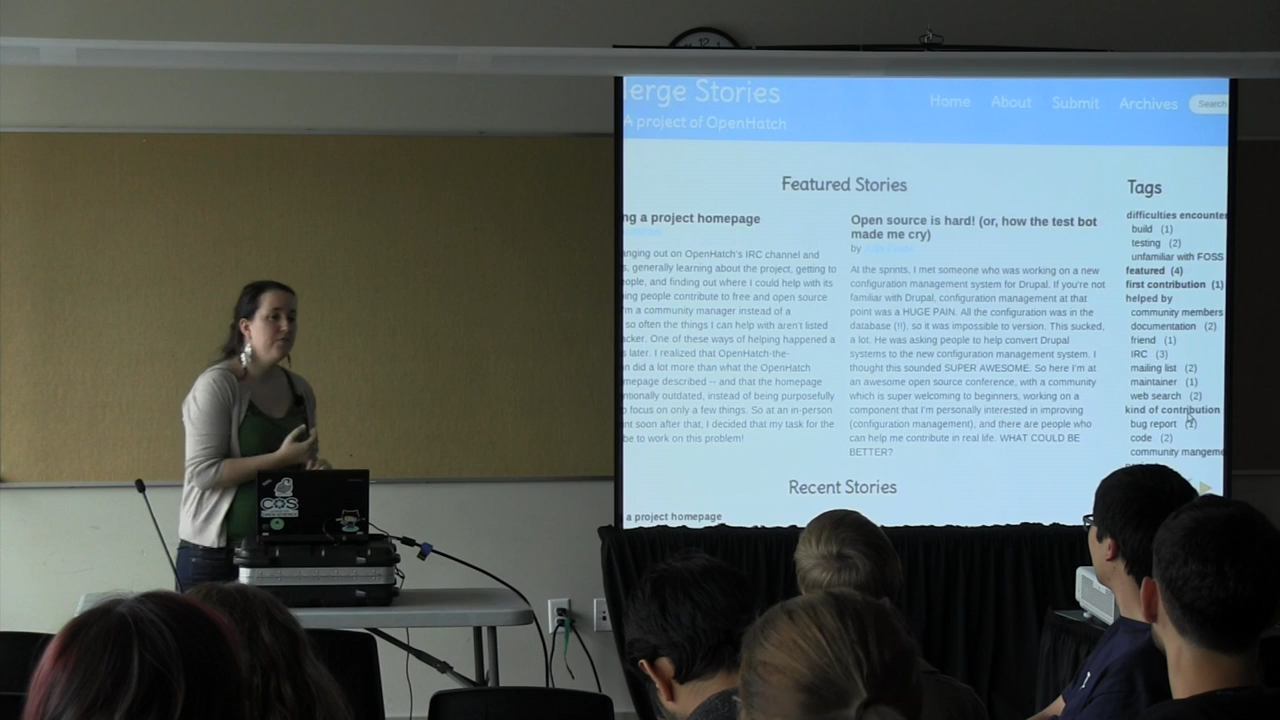 12
erge Stories
A project of OpenHatch
Home About Submit Archives Search
Featured Stories
ng a project homepage
anging out on OpenHatch's IRC channel and
s, generally learning about the project, getting to
eople, and finding out where I could help with its
ing people contribute to free and open source
'm a community manager instead of a
so often the things I can help with aren't listed
cker. One of these ways of helping happened a
s later. I realized that OpenHatch-the-
n did a lot more than what the OpenHatch
mepage described -- and that the homepage
ntionally outdated, instead of being purposefully
o focus on only a few things. So at an in-person
nt soon after that, I decided that my task for the
be to work on this problem!
Open source is hard! (or, how the test bot
made me cry)
by
At the sprints, I met someone who was working on a new
configuration management system for Drupal. If you're not
familiar with Drupal, configuration management at that
point was a HUGE PAIN. All the configuration was in the
database (!!), so it was impossible to version. This sucked,
a lot. He was asking people to help convert Drupal
systems to the new configuration management system. I
thought this sounded SUPER AWESOME. So here I'm at
an awesome open source conference, with a community
which is super welcoming to beginners, working on a
component that I'm personally interested in improving
(configuration management), and there are people who
can help me contribute in real life. WHAT COULD BE
BETTER?
Tags
difficulties encounter
build (1)
testing (2)
unfamiliar with FOSS
featured (4)
first contribution (1)
helped by
community members
documentation (2)
friend (1)
IRC (3)
mailing list (2)
maintainer (1)
web search (2)
kind of contribution
bug report (1)
code (2)
community mangeme
Recent Stories
a project homepage
COS